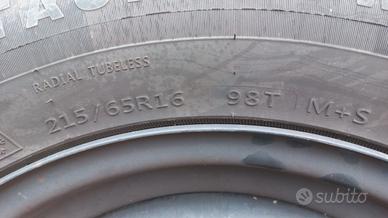 RADIAL TUBELESS
215/65R16 98T M+S
subito